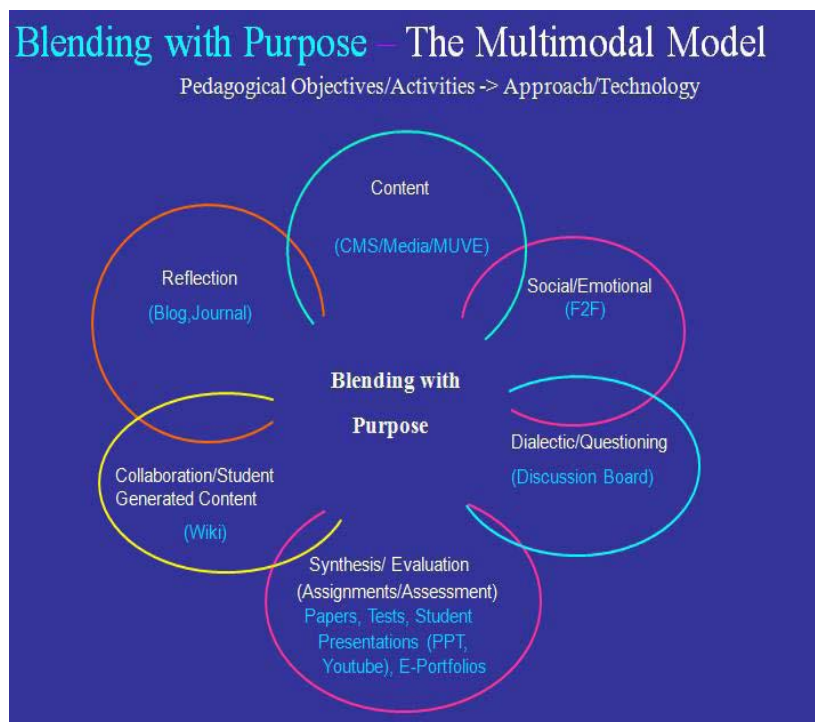 Blending with Purpose – The Multimodal Model
Pedagogical Objectives/Activities -> Approach/Technology
Content
(CMS/Media/MUVE)
Reflection
(Blog,Journal)
Social/Emotional
(F2F)
Blending with
Purpose
Dialectic/Questioning
(Discussion Board)
Collaboration/Student
Generated Content
(Wiki)
Synthesis/ Evaluation
(Assignments/Assessment)
Papers, Tests, Student
Presentations (PPT,
Youtube), E-Portfolios